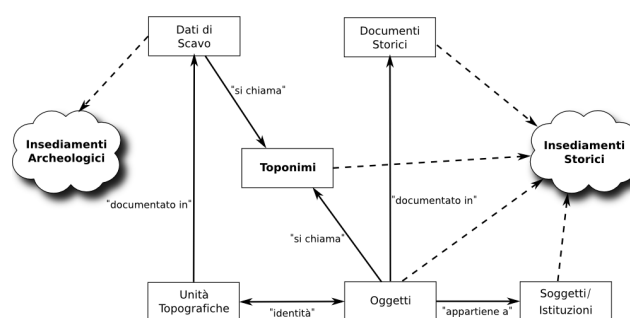 Dati di
Scavo
Documenti
Storici
"si chiama"
Insediamenti
Archeologici
Toponimi
Insediamenti
Storici
"documentato in"
"documentato in"
"si chiama"
Unità
Topografiche
"identità"
Oggetti
"appartiene a"
Soggetti/
Istituzioni